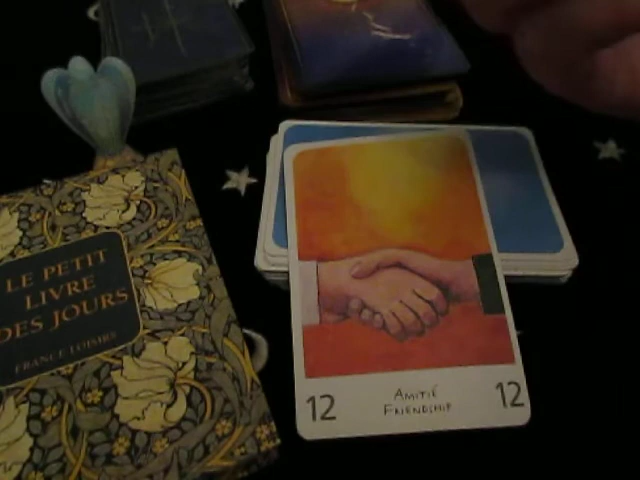 LE PETIT
LIVRE
DES JOURS
FRANCE LOISIRS
12
AMITIÉ
FRIENDSHIP
12